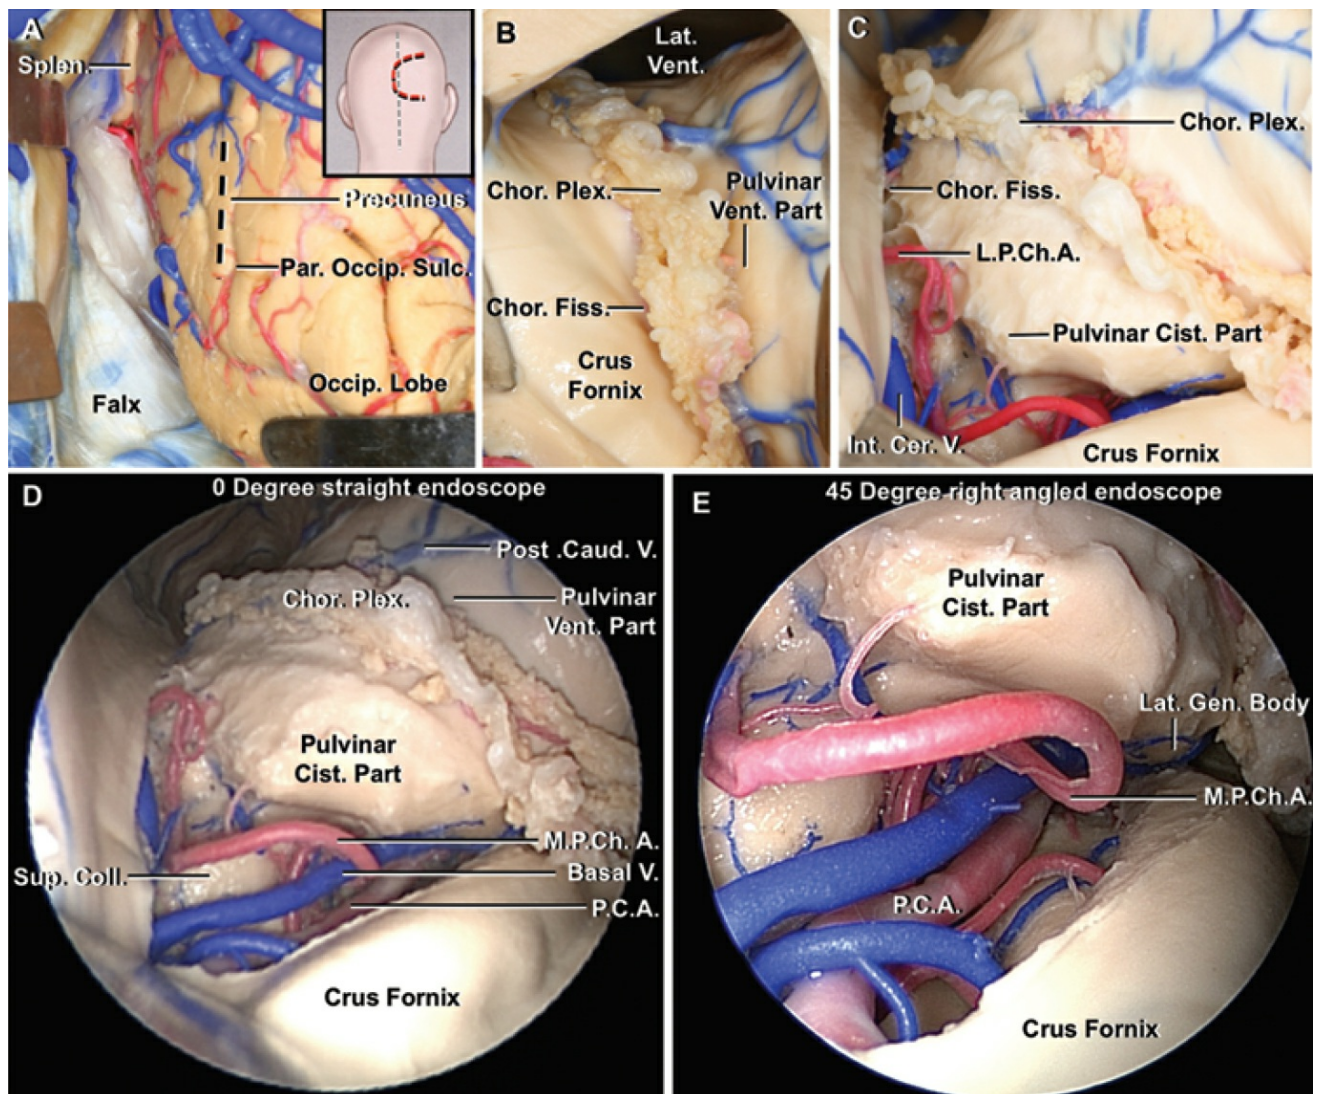 A
Splen.
Precuneus
Par. Occip. Sulc.
Occip. Lobe
Falx
B
Lat.
Vent.
Chor. Plex.
Pulvinar
Vent. Part
Chor. Fiss.
Crus
Fornix
C
Chor. Plex.
Chor. Fiss.
L.P.Ch.A.
Pulvinar Cist. Part
Int. Cer. V.
Crus Fornix
D
0 Degree straight endoscope
Post .Caud. V.
Chor. Plex.
Pulvinar
Vent. Part
Pulvinar
Cist. Part
M.P.Ch. A.
Sup. Coll.
Basal V.
P.C.A.
Crus Fornix
E
45 Degree right angled endoscope
Pulvinar
Cist. Part
Lat. Gen. Body
M.P.Ch.A.
P.C.A.
Crus Fornix